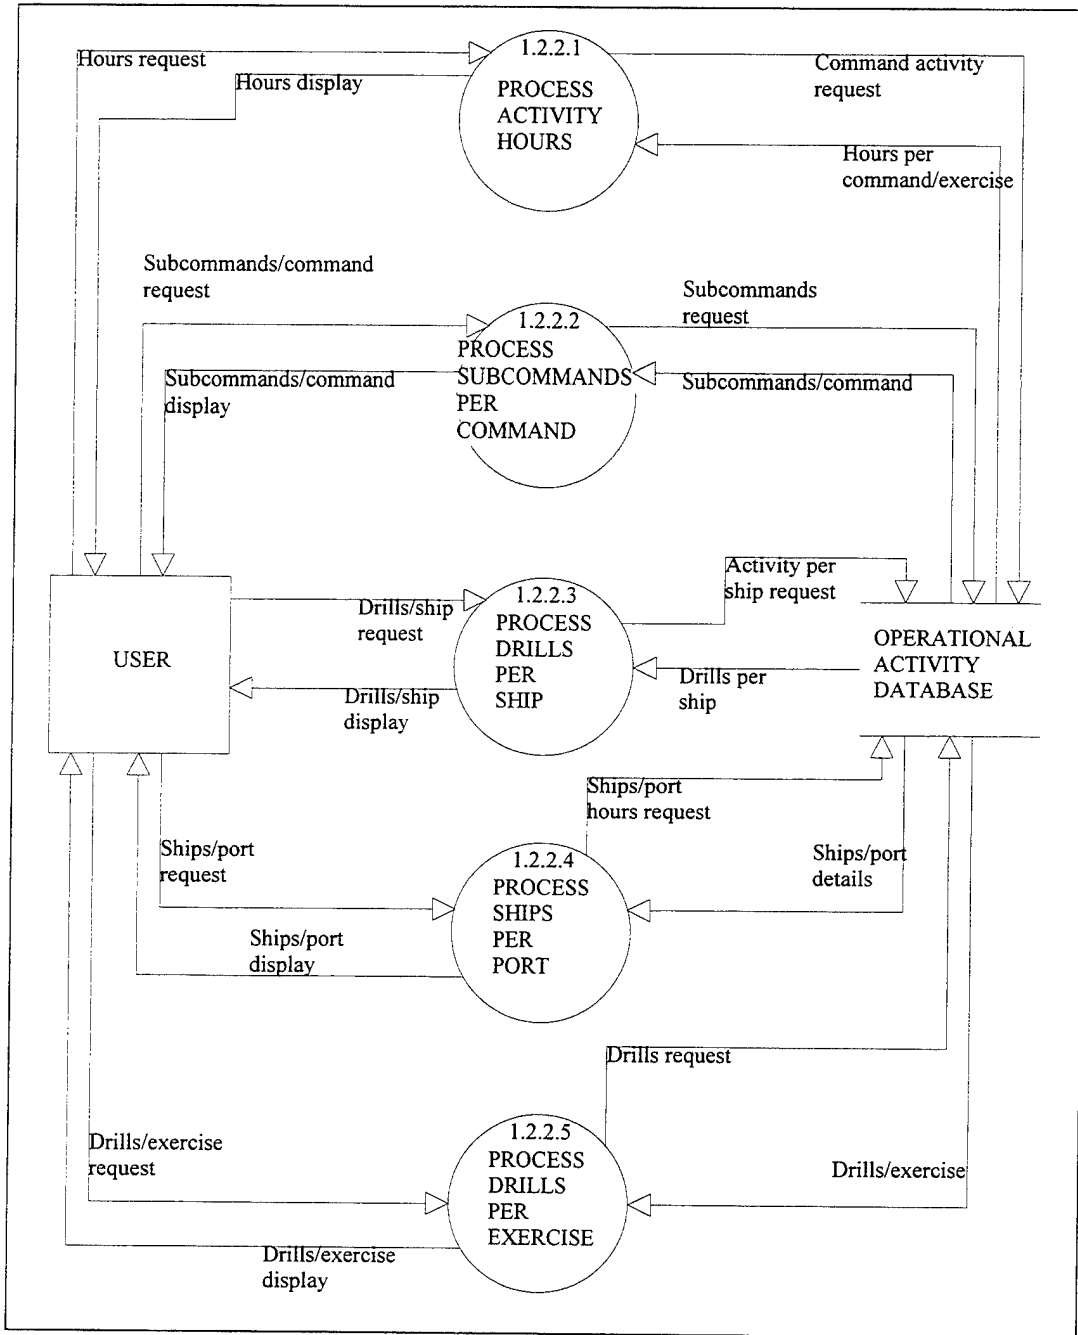 Hours request
Hours display
1.2.2.1
PROCESS
ACTIVITY
HOURS
Command activity
request
Hours per
command/exercise
Subcommands/command
request
Subcommands/command
display
1.2.2.2
PROCESS
SUBCOMMANDS
PER
COMMAND
Subcommands
request
Subcommands/command
USER
Drills/ship
request
Drills/ship
display
1.2.2.3
PROCESS
DRILLS
PER
SHIP
Activity per
ship request
Drills per
ship
OPERATIONAL
ACTIVITY
DATABASE
Ships/port
request
Ships/port
display
1.2.2.4
PROCESS
SHIPS
PER
PORT
Ships/port
hours request
Ships/port
details
Drills/exercise
request
Drills/exercise
display
1.2.2.5
PROCESS
DRILLS
PER
EXERCISE
Drills request
Drills/exercise